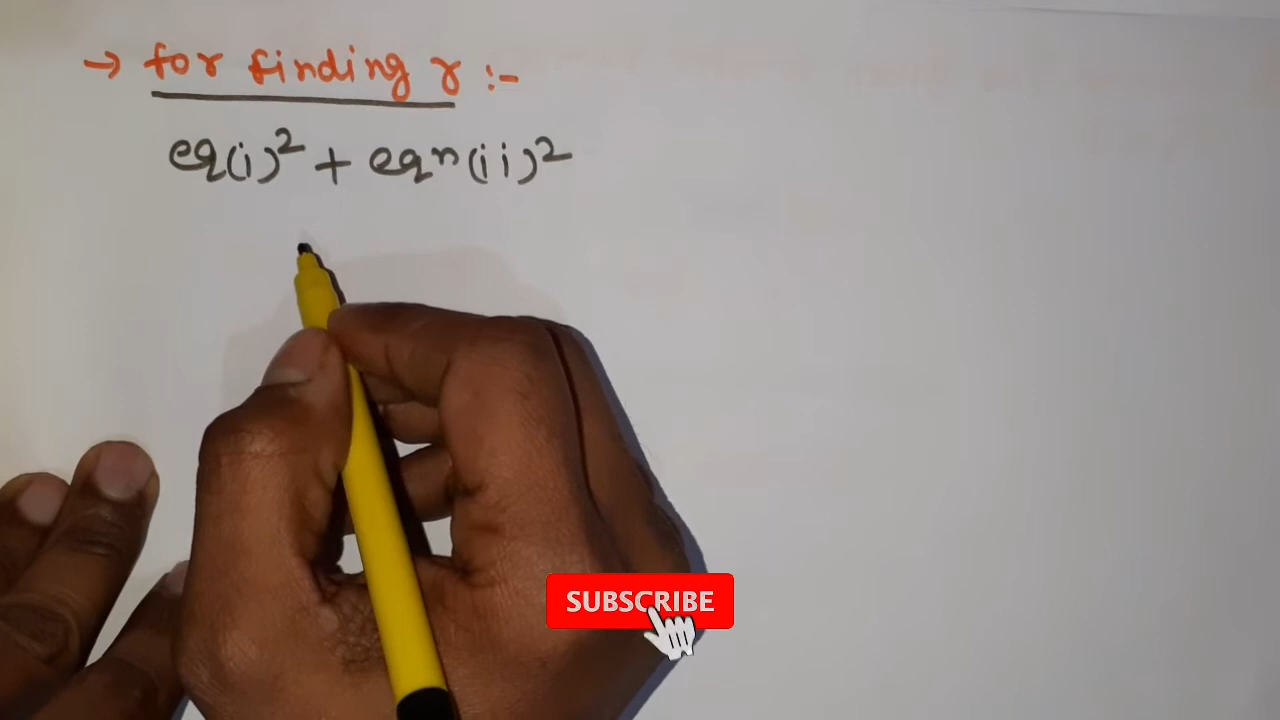 → for finding r :-
eq(i)² + eqⁿ(ii)²
SUBSCRIBE